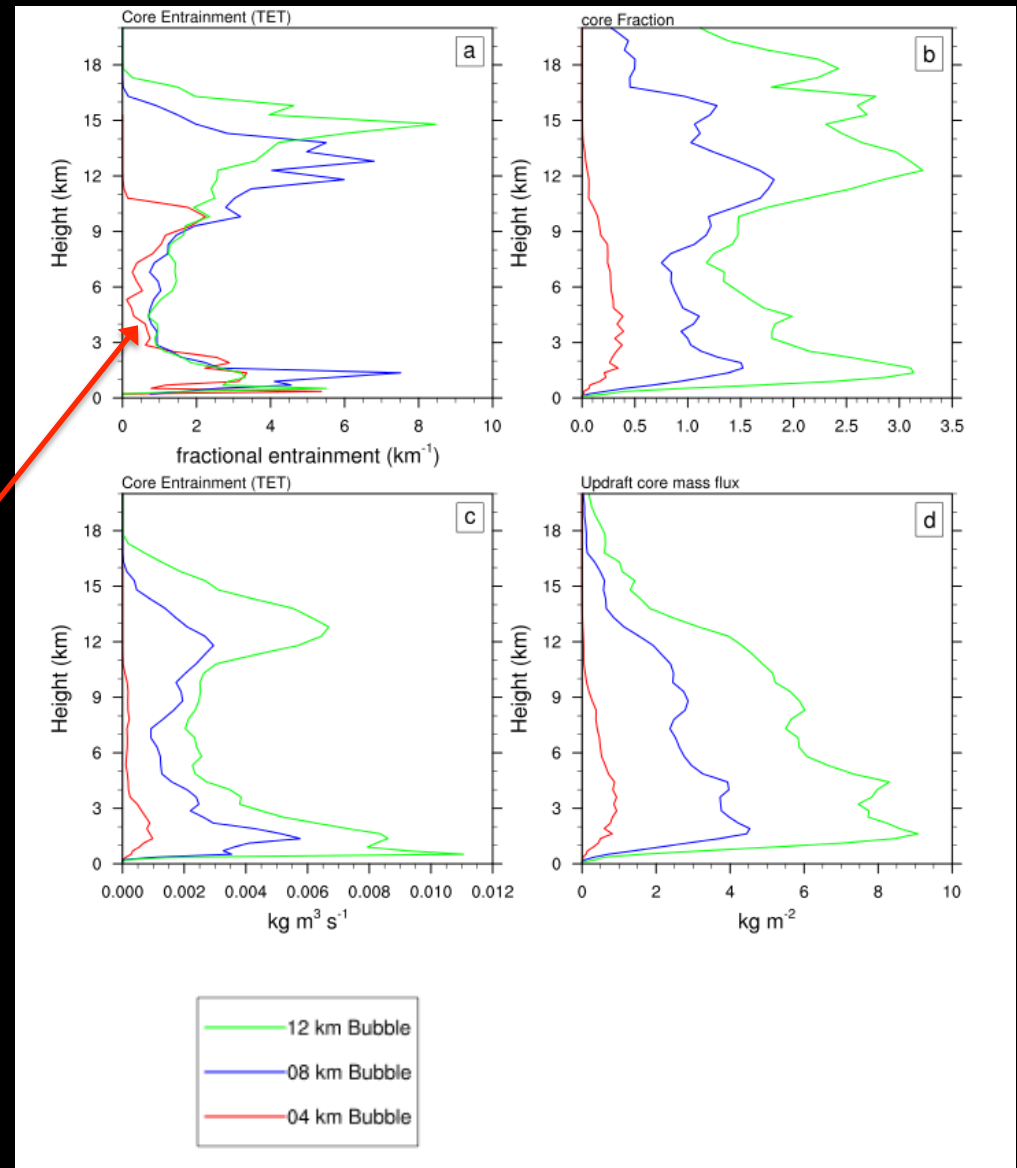 Core Entrainment (TET)
a
18
15
12
9
6
3
0
Height (km)
0 2 4 6 8 10
fractional entrainment (km⁻¹)
core Fraction
b
18
15
12
9
6
3
0
Height (km)
0.0 0.5 1.0 1.5 2.0 2.5 3.0 3.5
Core Entrainment (TET)
c
18
15
12
9
6
3
0
Height (km)
0.000 0.002 0.004 0.006 0.008 0.010 0.012
kg m³ s⁻¹
Updraft core mass flux
d
18
15
12
9
6
3
0
Height (km)
0 2 4 6 8 10
kg m⁻²
12 km Bubble
08 km Bubble
04 km Bubble